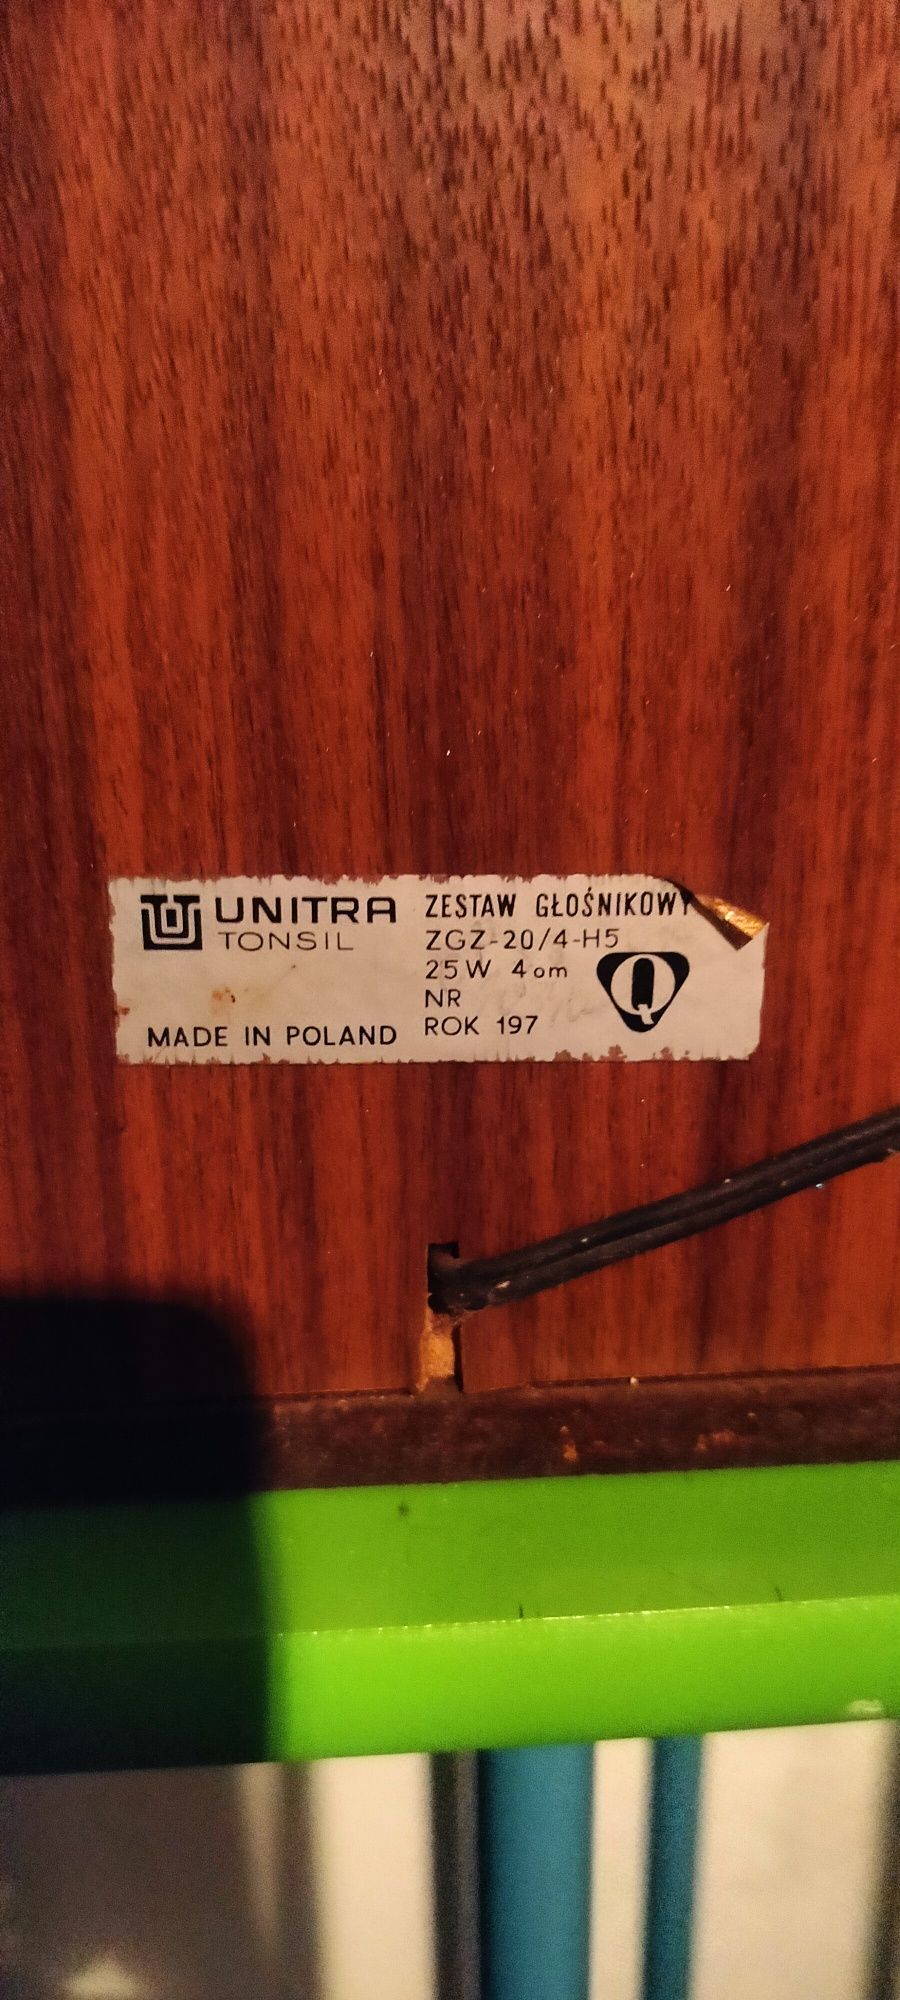 UNITRA
TONSIL
MADE IN POLAND
ZESTAW GŁOŚNIKOWY
ZGZ-20/4-H5
25W 4om
NR
ROK 197
Q